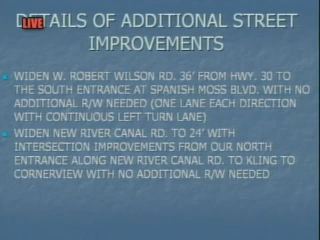 DETAILS OF ADDITIONAL STREET
LIVE
IMPROVEMENTS
WIDEN W. ROBERT WILSON RD. 36' FROM HWY. 30 TO
THE SOUTH ENTRANCE AT SPANISH MOSS BLVD. WITH NO
ADDITIONAL R/W NEEDED (ONE LANE EACH DIRECTION
WITH CONTINUOUS LEFT TURN LANE)
WIDEN NEW RIVER CANAL RD. TO 24' WITH
INTERSECTION IMPROVEMENTS FROM OUR NORTH
ENTRANCE ALONG NEW RIVER CANAL RD. TO KLING TO
CORNERVIEW WITH NO ADDITIONAL R/W NEEDED